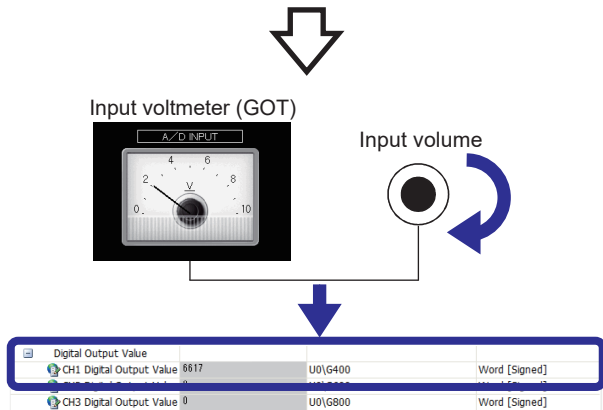 Input voltmeter (GOT)
A/D INPUT
Input volume
4 6
2 V 8
0 10
Digital Output Value
CH1 Digital Output Value 6617 U0\G400 Word [Signed]
CH3 Digital Output Value 0 U0\G800 Word [Signed]